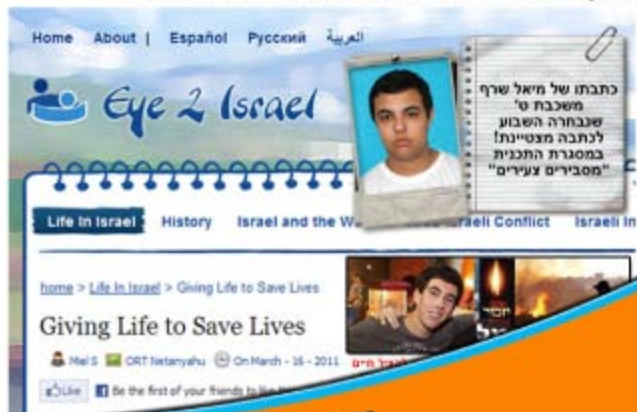 Home About | Español Русский العربية
Eye 2 Israel
כתבתו של מיאל שרף
משכבת ט'
שנבחרה השבוע
לכתבה מצטיינת!
במסגרת התכנית
"מסבירים צעירים"
Life In Israel History Israel and the Conflict Israeli
home > Life In Israel > Giving Life to Save Lives
Giving Life to Save Lives
Miel S ORT Netanyahu On March - 16 - 2011
חיים
Like Be the first of your friends to like